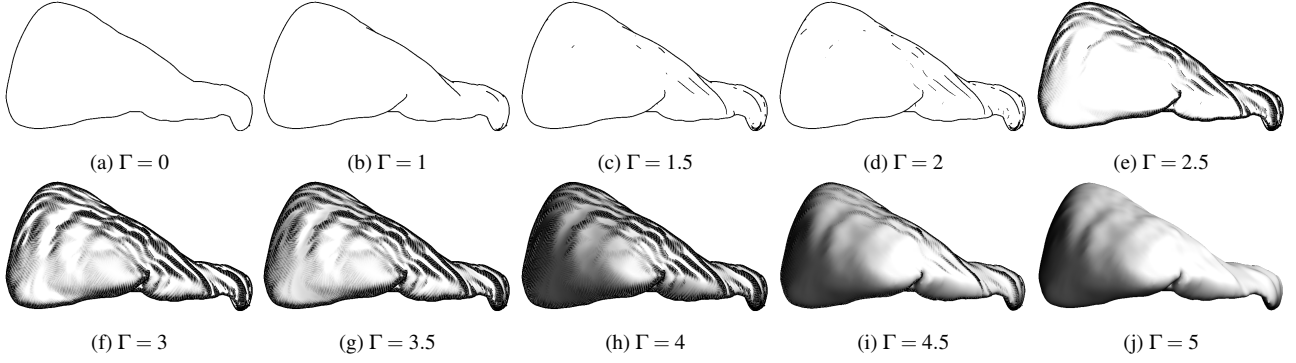 (a) Γ = 0 (b) Γ = 1 (c) Γ = 1.5 (d) Γ = 2 (e) Γ = 2.5
(f) Γ = 3 (g) Γ = 3.5 (h) Γ = 4 (i) Γ = 4.5 (j) Γ = 5